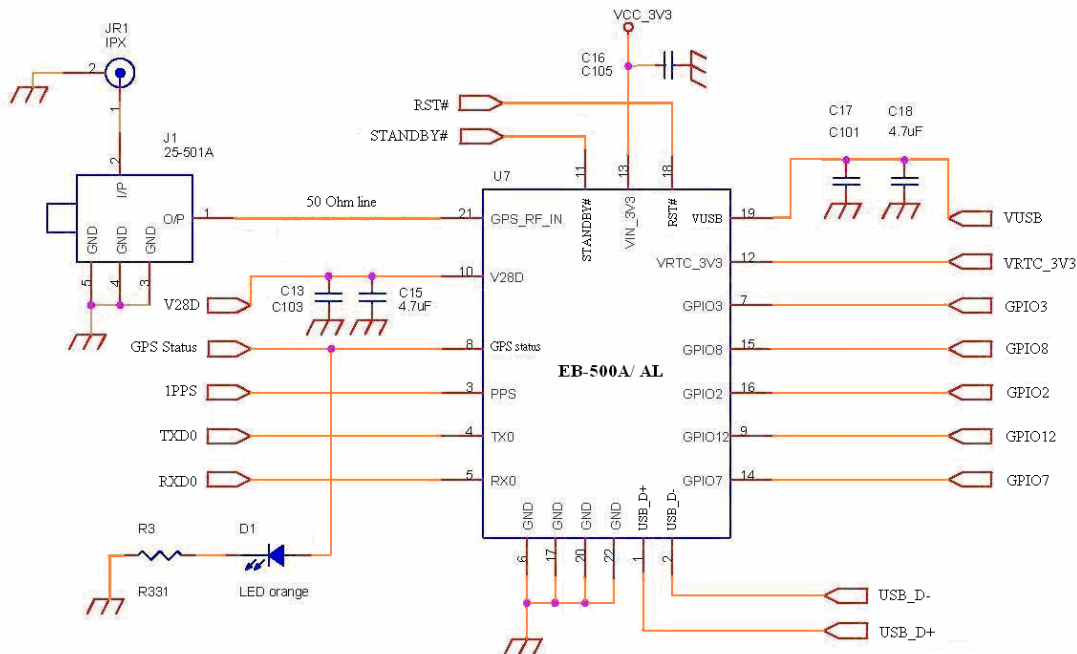 VCC_3V3
JR1
IPX
2
1
C16
C105
RST#
STANDBY#
C17
C101
C18
4.7uF
J1
25-501A
2
I/P
O/P
1
GND
GND
GND
5
4
3
50 Ohm line
U7
11
13
18
STANDBY#
VIN_3V3
RST#
21
GPS_RF_IN
VUSB
19
VUSB
10
V28D
VRTC_3V3
12
VRTC_3V3
V28D
C13
C103
C15
4.7uF
GPIO3
7
GPIO3
GPS Status
8
GPS status
GPIO8
15
GPIO8
EB-500A/ AL
1PPS
3
PPS
GPIO2
16
GPIO2
TXD0
4
TX0
GPIO12
9
GPIO12
RXD0
5
RX0
GPIO7
14
GPIO7
GND
GND
GND
GND
USB_D+
USB_D-
6
17
20
22
1
2
R3
R331
D1
LED orange
USB_D-
USB_D+